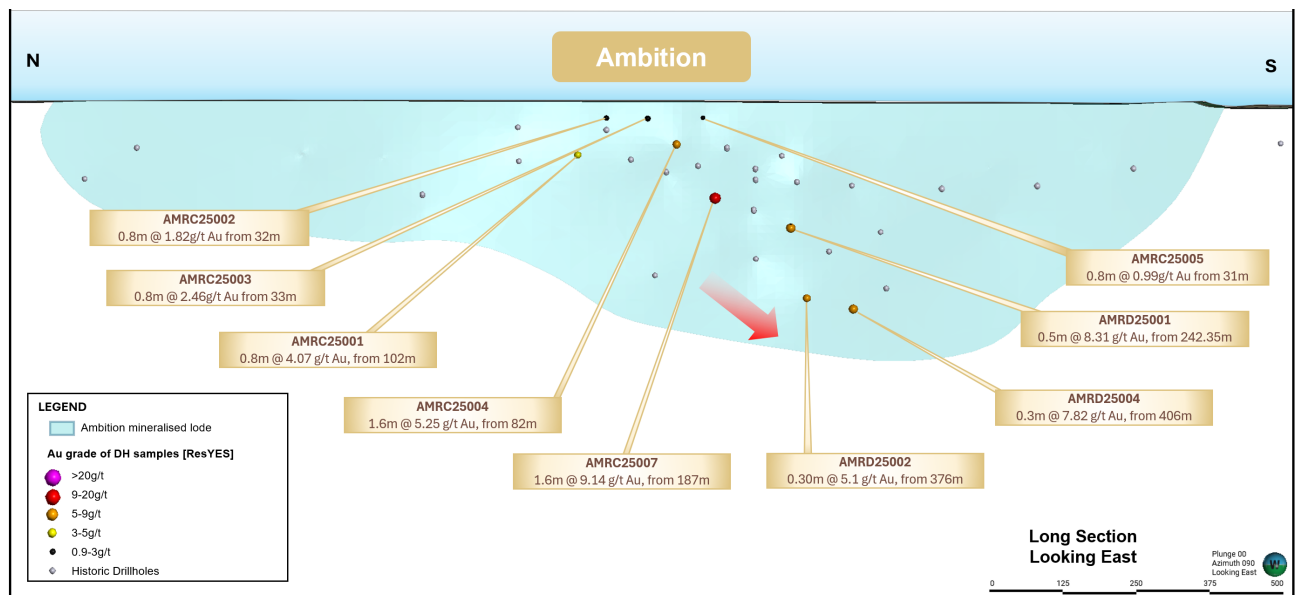 Ambition
N
S
AMRC25002
0.8m @ 1.82g/t Au from 32m
AMRC25003
0.8m @ 2.46g/t Au from 33m
AMRC25001
0.8m @ 4.07 g/t Au, from 102m
AMRC25004
1.6m @ 5.25 g/t Au, from 82m
AMRC25007
1.6m @ 9.14 g/t Au, from 187m
AMRD25002
0.30m @ 5.1 g/t Au, from 376m
AMRC25005
0.8m @ 0.99g/t Au from 31m
AMRD25001
0.5m @ 8.31 g/t Au, from 242.35m
AMRD25004
0.3m @ 7.82 g/t Au, from 406m
LEGEND
Ambition mineralised lode
Au grade of DH samples [ResYES]
>20g/t
9-20g/t
5-9g/t
3-5g/t
0.9-3g/t
Historic Drillholes
Long Section
Looking East
Plunge 00
Azimuth 090
Looking East
W
0 125 250 375 500